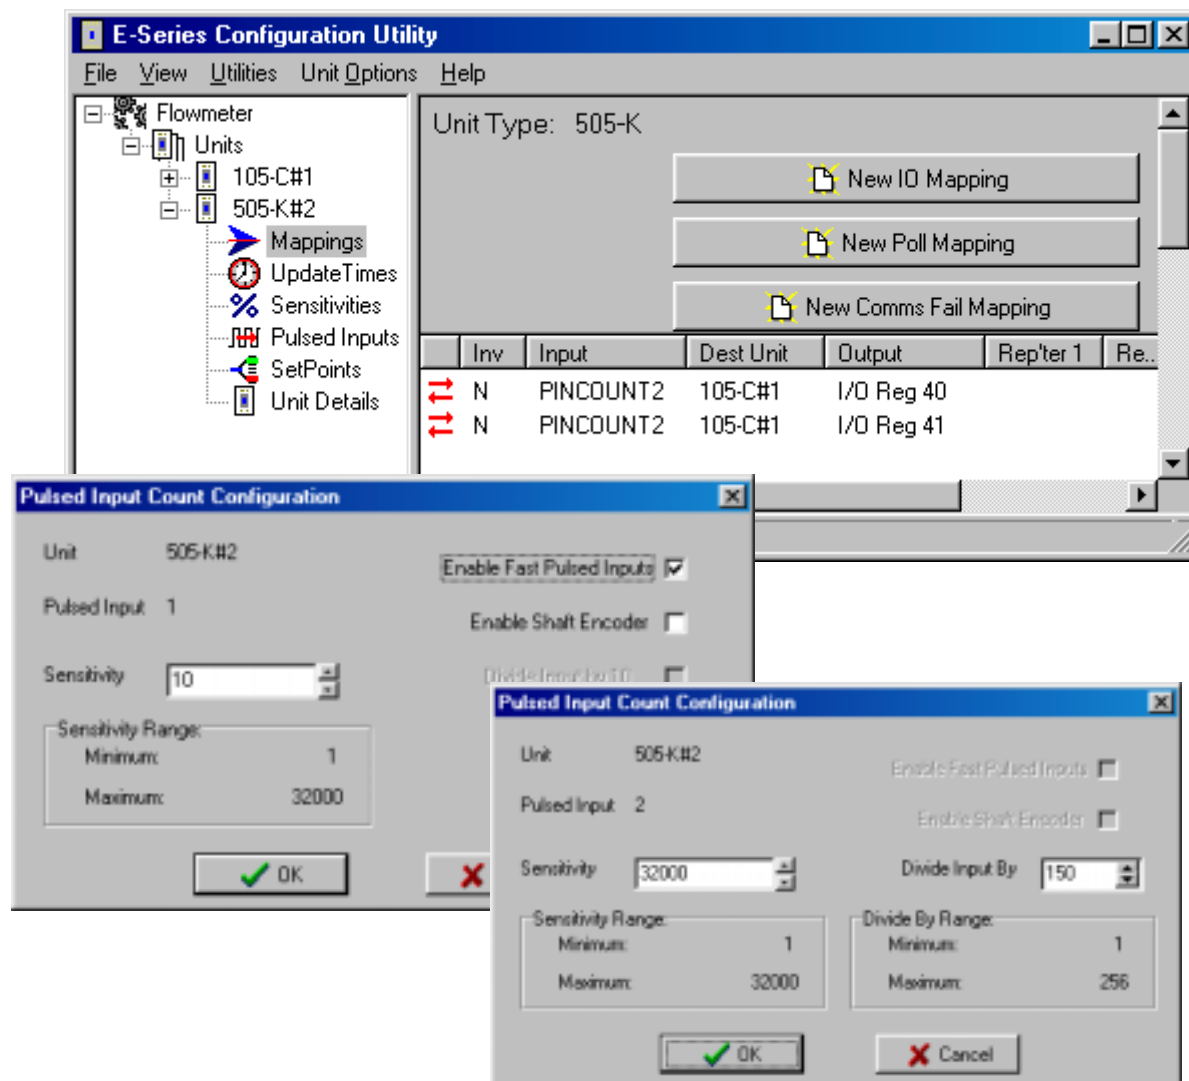 E-Series Configuration Utility
File View Utilities Unit Options Help
Flowmeter
Units
105-C#1
505-K#2
Mappings
UpdateTimes
Sensitivities
Pulsed Inputs
SetPoints
Unit Details
Unit Type: 505-K
New IO Mapping
New Poll Mapping
New Comms Fail Mapping
Inv Input Dest Unit Output Rep'ter 1 Re..
N PINCOUNT2 105-C#1 I/O Reg 40
N PINCOUNT2 105-C#1 I/O Reg 41
Pulsed Input Count Configuration
Unit 505-K#2
Enable Fast Pulsed Inputs
Pulsed Input 1
Enable Shaft Encoder
Sensitivity 10
Divide Input by 10
Sensitivity Range:
Minimum: 1
Maximum: 32000
OK
Pulsed Input Count Configuration
Unit 505-K#2
Enable Fast Pulsed Inputs
Pulsed Input 2
Enable Shaft Encoder
Sensitivity 32000
Divide Input By 150
Sensitivity Range:
Minimum: 1
Maximum: 32000
Divide By Range:
Minimum: 1
Maximum: 256
OK
Cancel